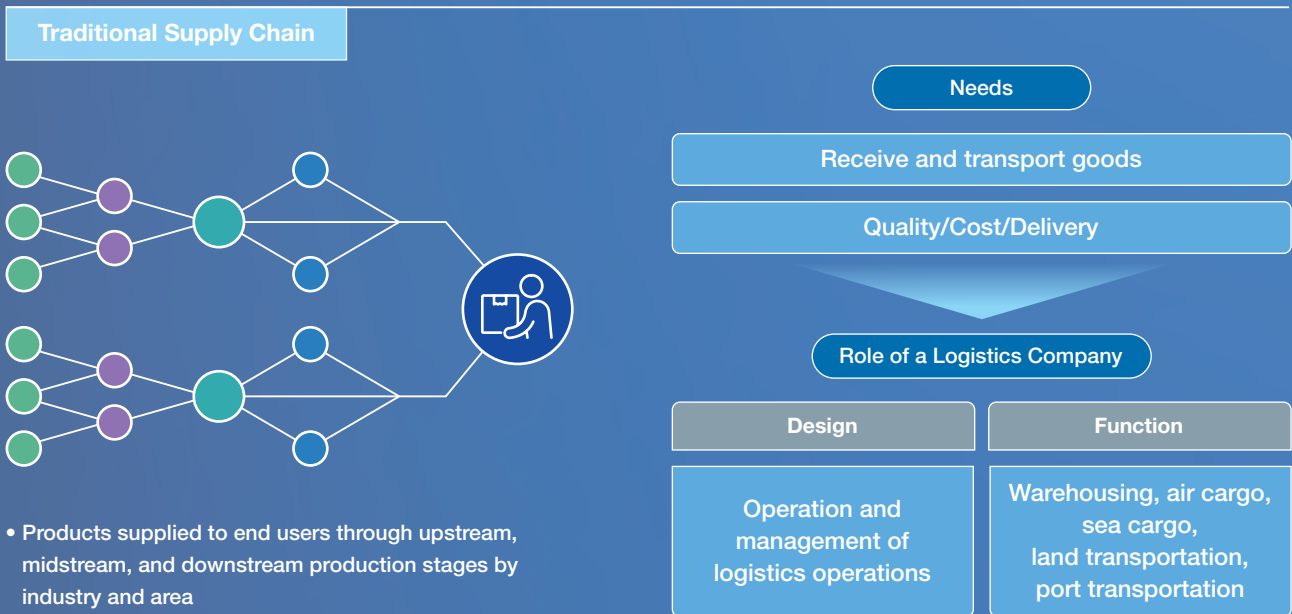 Traditional Supply Chain
• Products supplied to end users through upstream,
midstream, and downstream production stages by
industry and area
Needs
Receive and transport goods
Quality/Cost/Delivery
Role of a Logistics Company
Design
Operation and
management of
logistics operations
Function
Warehousing, air cargo,
sea cargo,
land transportation,
port transportation